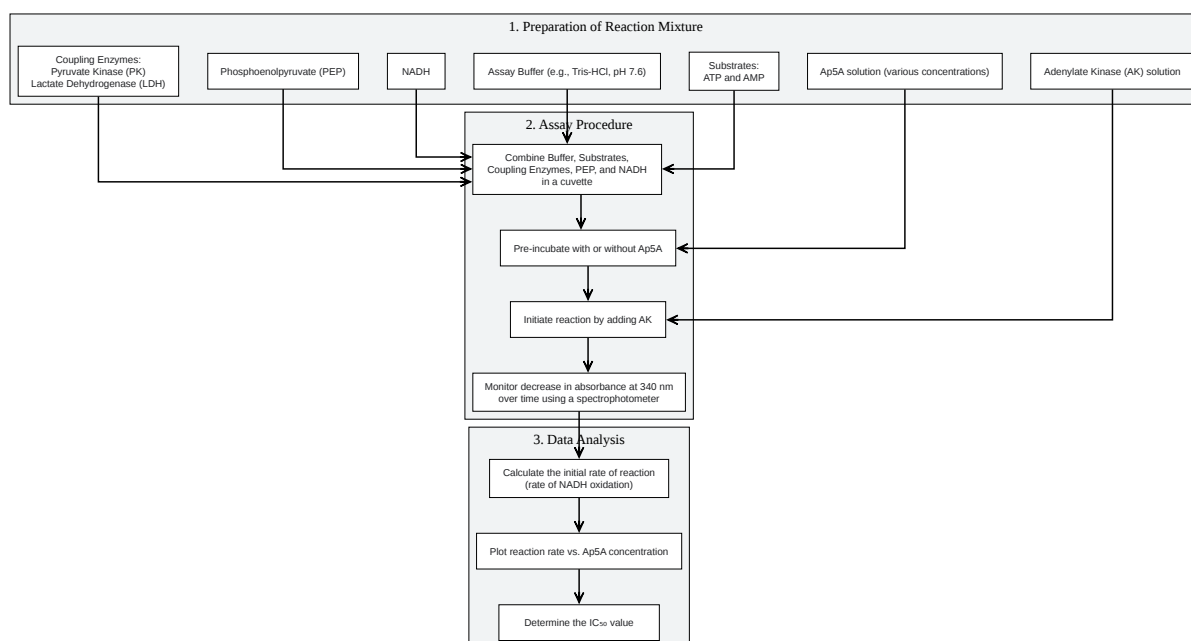 1. Preparation of Reaction Mixture
Coupling Enzymes:
Pyruvate Kinase (PK)
Lactate Dehydrogenase (LDH)
Phosphoenolpyruvate (PEP)
NADH
Assay Buffer (e.g., Tris-HCl, pH 7.6)
Substrates:
ATP and AMP
Ap5A solution (various concentrations)
Adenylate Kinase (AK) solution
2. Assay Procedure
Combine Buffer, Substrates,
Coupling Enzymes, PEP, and NADH
in a cuvette
Pre-incubate with or without Ap5A
Initiate reaction by adding AK
Monitor decrease in absorbance at 340 nm
over time using a spectrophotometer
3. Data Analysis
Calculate the initial rate of reaction
(rate of NADH oxidation)
Plot reaction rate vs. Ap5A concentration
Determine the IC₅₀ value